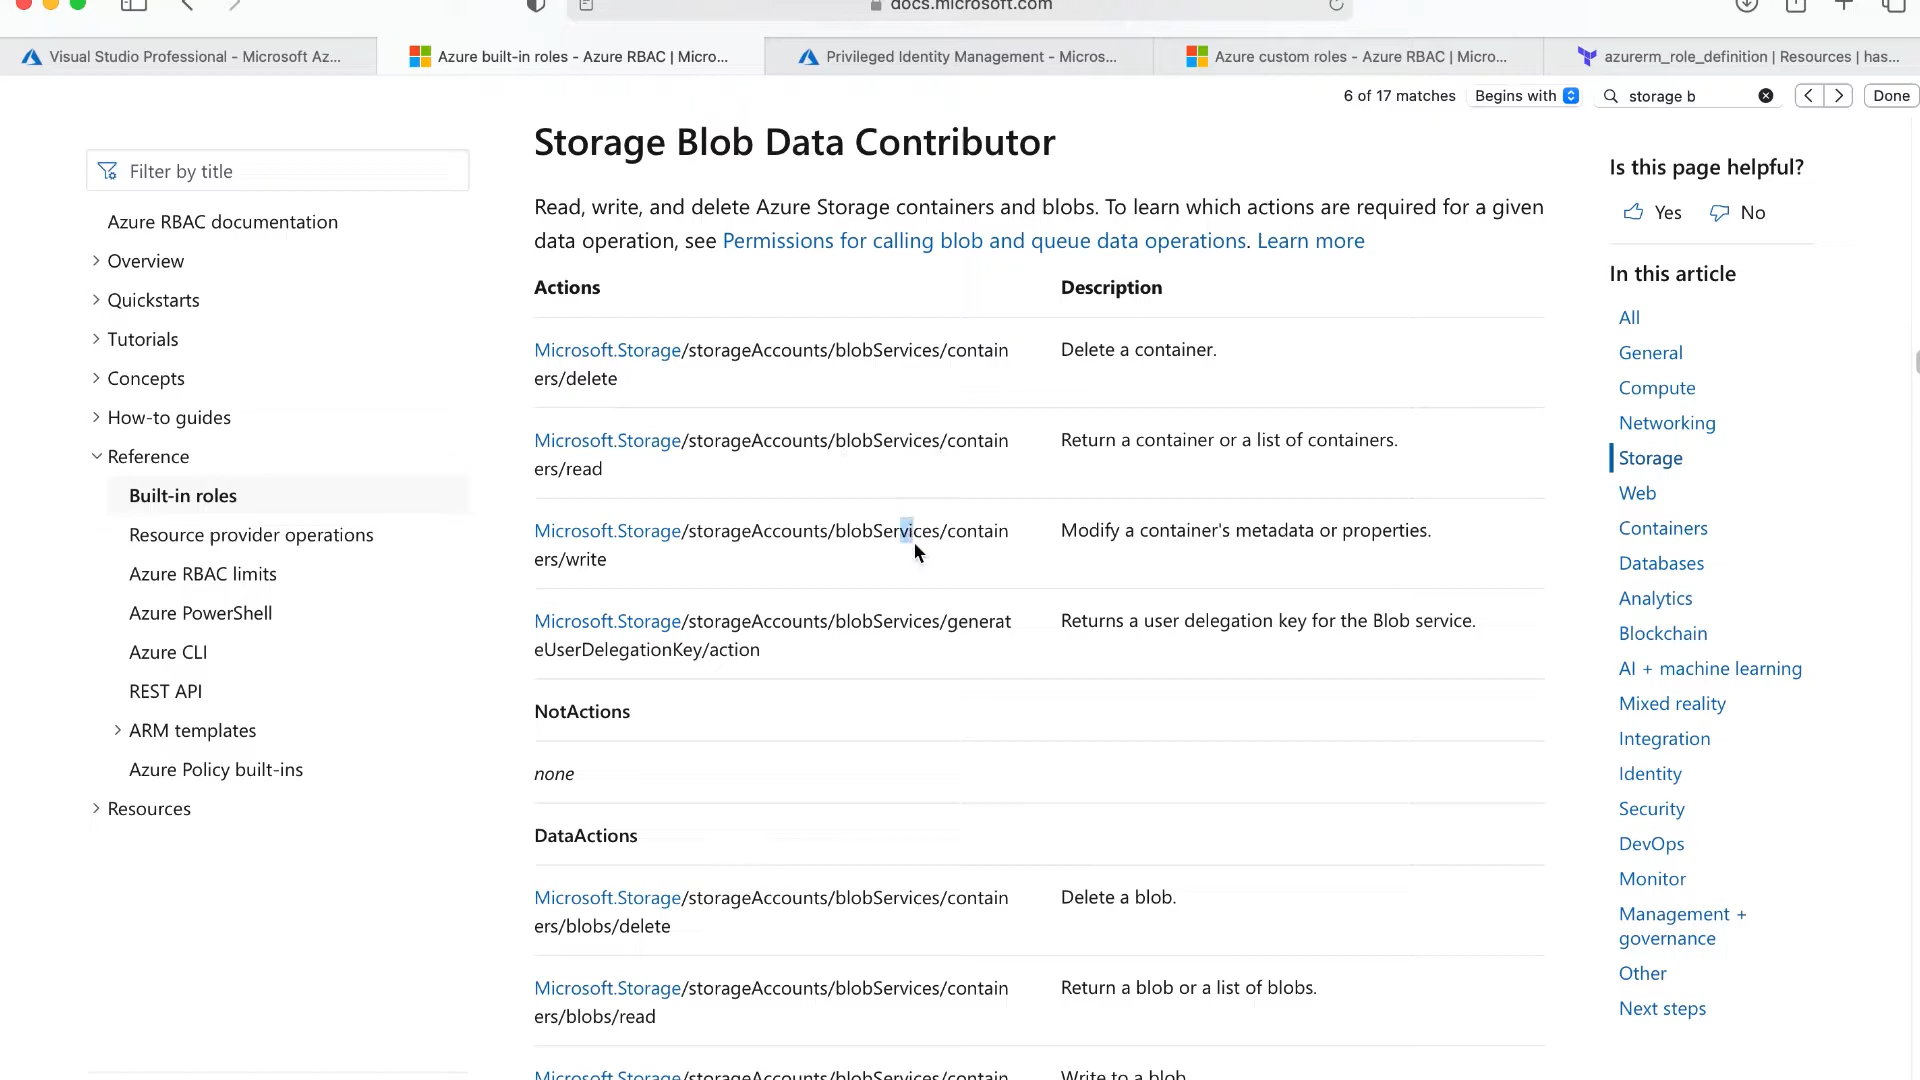 docs.microsoft.com
Visual Studio Professional - Microsoft Az...
Azure built-in roles - Azure RBAC | Micro...
Privileged Identity Management - Micros...
Azure custom roles - Azure RBAC | Micro...
azurerm_role_definition | Resources | has...
6 of 17 matches
Begins with
storage b
Done
Filter by title
Azure RBAC documentation
Overview
Quickstarts
Tutorials
Concepts
How-to guides
Reference
Built-in roles
Resource provider operations
Azure RBAC limits
Azure PowerShell
Azure CLI
REST API
ARM templates
Azure Policy built-ins
Resources
Storage Blob Data Contributor
Read, write, and delete Azure Storage containers and blobs. To learn which actions are required for a given
data operation, see Permissions for calling blob and queue data operations. Learn more
Actions Description
Microsoft.Storage/storageAccounts/blobServices/contain Delete a container.
ers/delete
Microsoft.Storage/storageAccounts/blobServices/contain Return a container or a list of containers.
ers/read
Microsoft.Storage/storageAccounts/blobServices/contain Modify a container's metadata or properties.
ers/write
Microsoft.Storage/storageAccounts/blobServices/generat Returns a user delegation key for the Blob service.
eUserDelegationKey/action
NotActions
none
DataActions
Microsoft.Storage/storageAccounts/blobServices/contain Delete a blob.
ers/blobs/delete
Microsoft.Storage/storageAccounts/blobServices/contain Return a blob or a list of blobs.
ers/blobs/read
Microsoft.Storage/storageAccounts/blobServices/contain Write to a blob.
Is this page helpful?
Yes No
In this article
All
General
Compute
Networking
Storage
Web
Containers
Databases
Analytics
Blockchain
AI + machine learning
Mixed reality
Integration
Identity
Security
DevOps
Monitor
Management +
governance
Other
Next steps